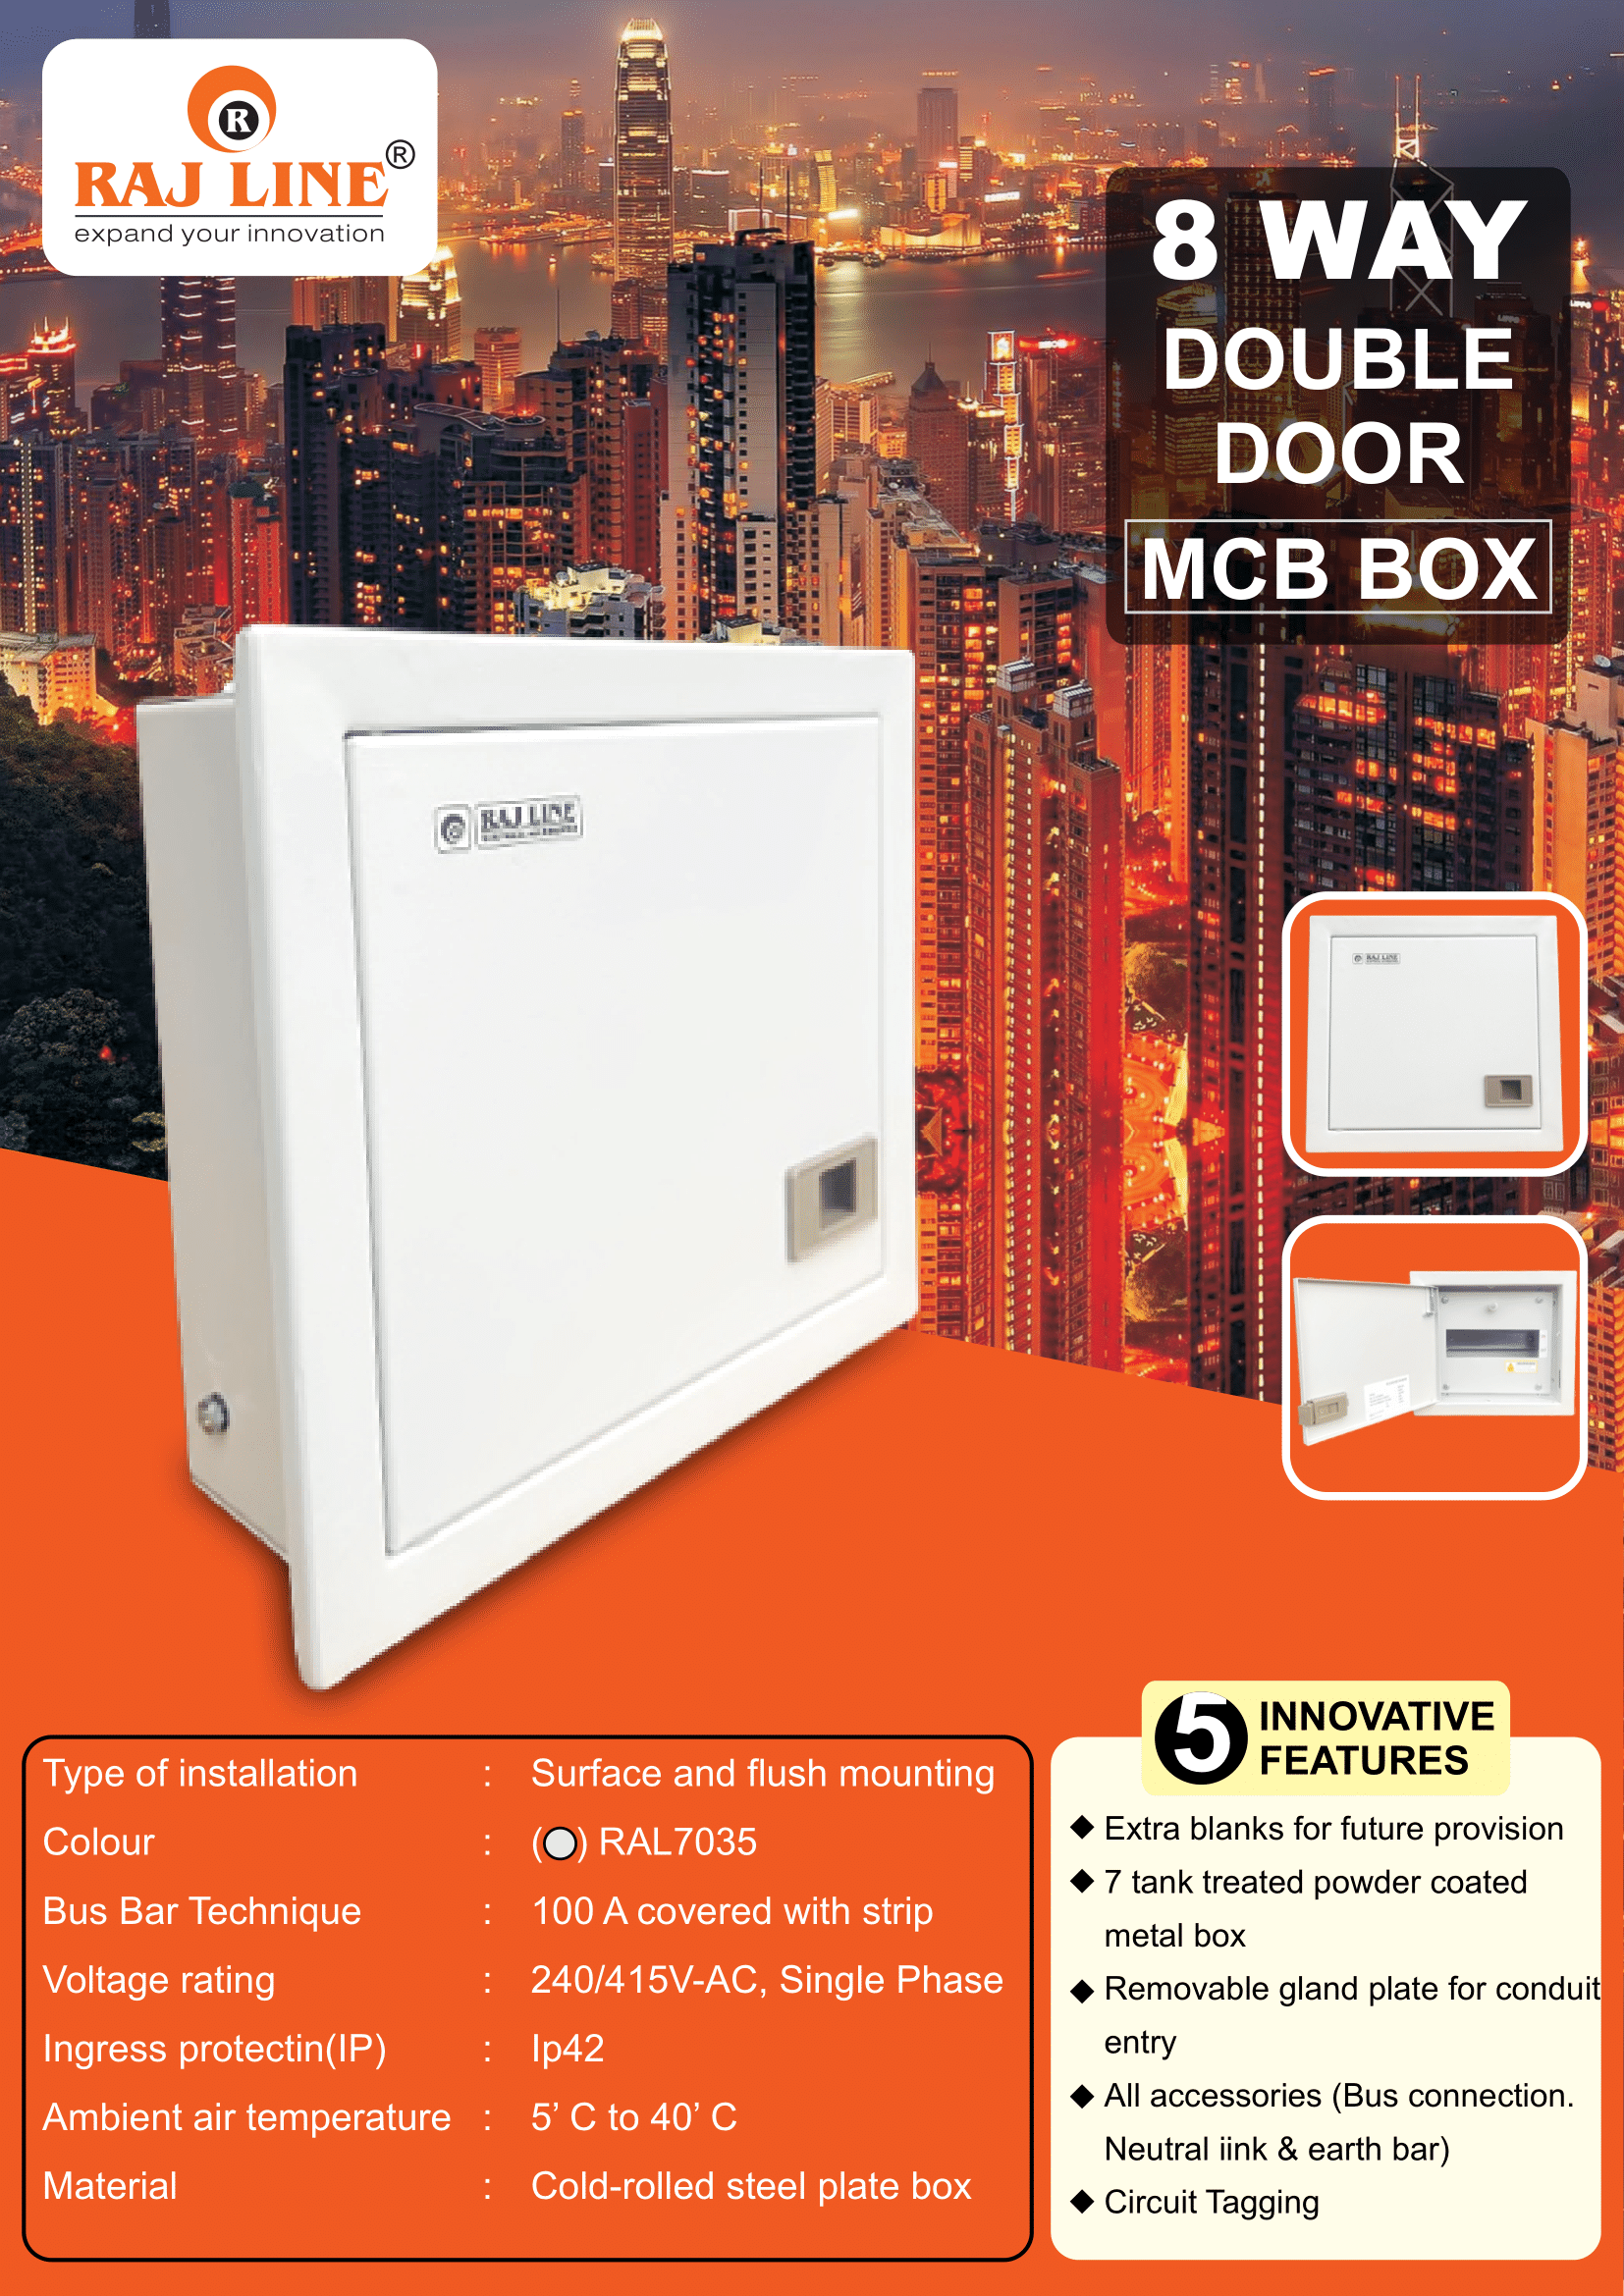 R
RAJ LINE®
expand your innovation
8 WAY
DOUBLE
DOOR
MCB BOX
RAJ LINE
RAJ LINE
Type of installation : Surface and flush mounting
Colour : ( ) RAL7035
Bus Bar Technique : 100 A covered with strip
Voltage rating : 240/415V-AC, Single Phase
Ingress protectin(IP) : Ip42
Ambient air temperature : 5’ C to 40’ C
Material : Cold-rolled steel plate box
5 INNOVATIVE
FEATURES
◆ Extra blanks for future provision
◆ 7 tank treated powder coated
metal box
◆ Removable gland plate for conduit
entry
◆ All accessories (Bus connection.
Neutral iink & earth bar)
◆ Circuit Tagging